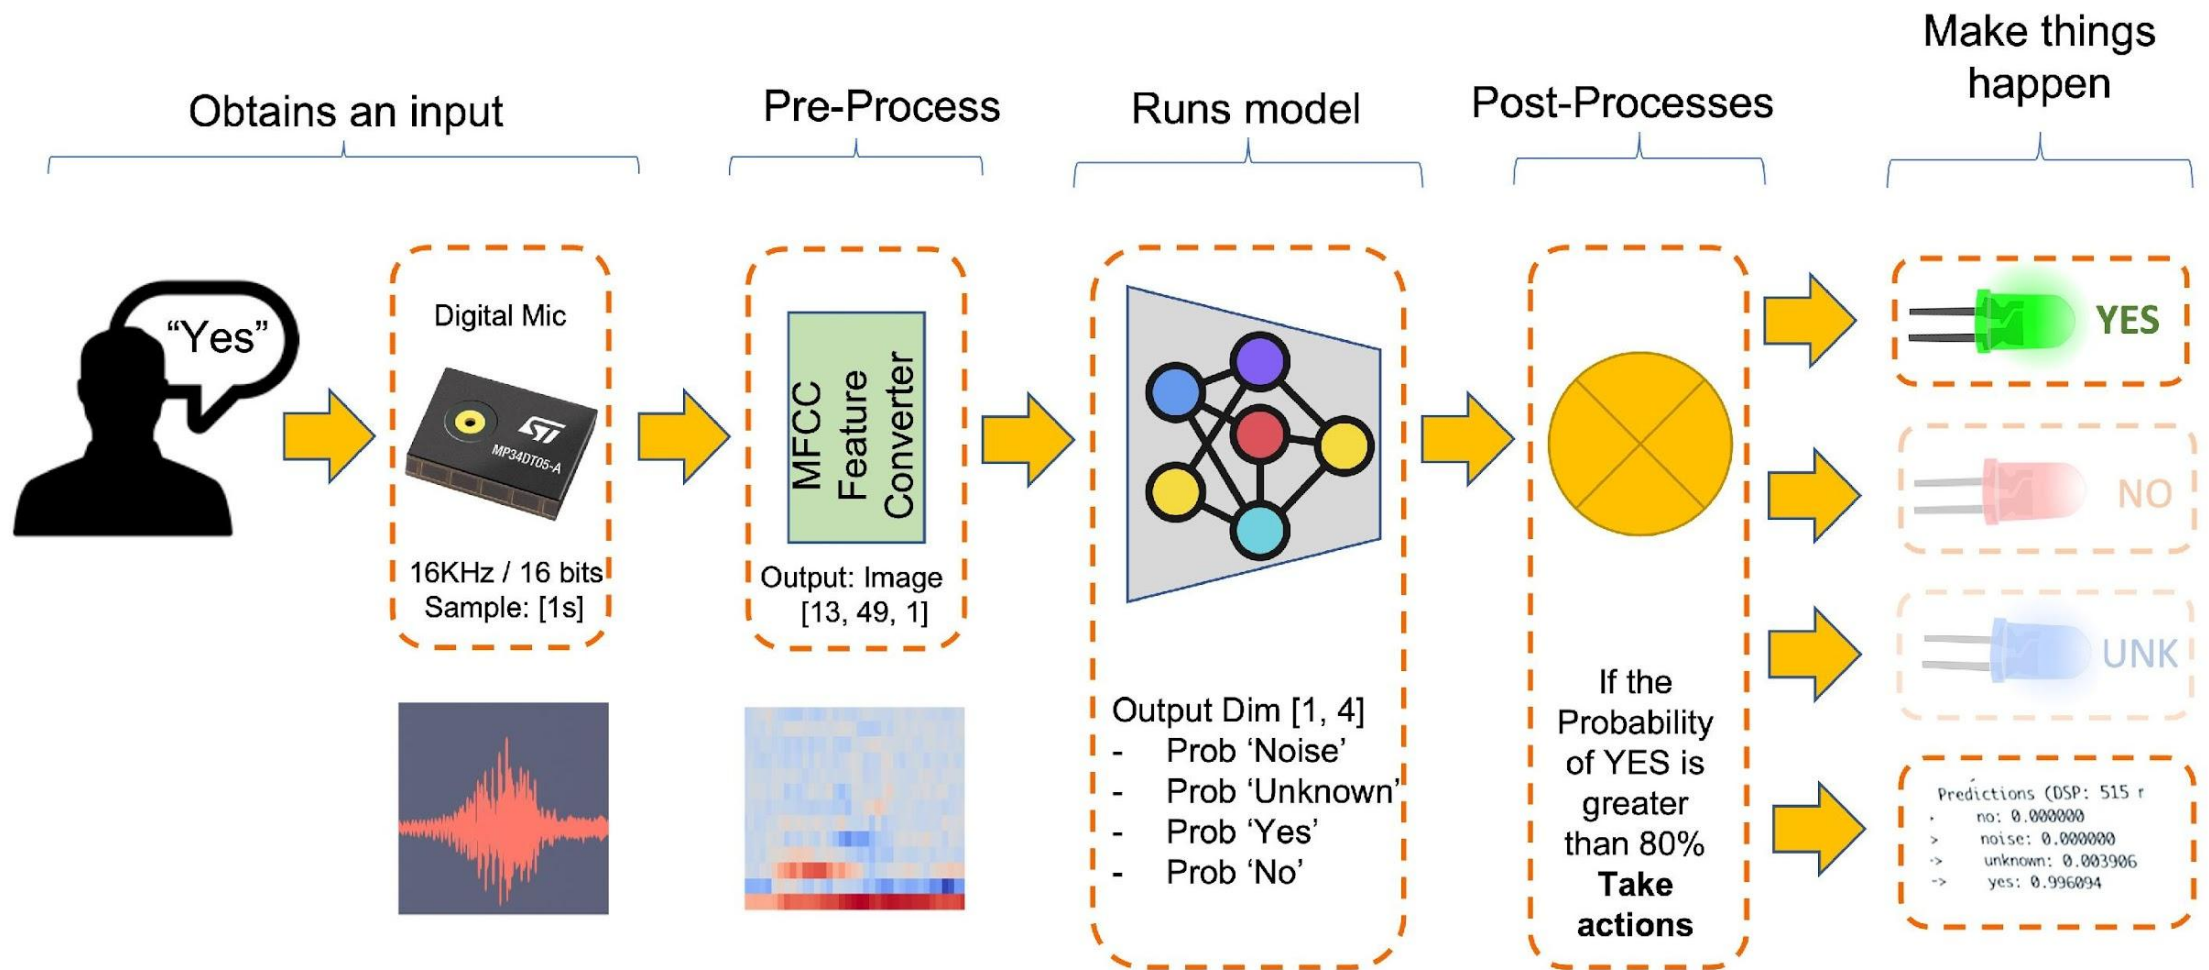 Obtains an input
Pre-Process
Runs model
Post-Processes
Make things
happen
“Yes”
Digital Mic
ST
MP34DT05-A
16KHz / 16 bits
Sample: [1s]
MFCC
Feature
Converter
Output: Image
[13, 49, 1]
Output Dim [1, 4]
- Prob ‘Noise’
- Prob ‘Unknown’
- Prob ‘Yes’
- Prob ‘No’
If the
Probability
of YES is
greater
than 80%
Take
actions
YES
NO
UNK
Predictions (DSP: 515
no: 0.000000
> noise: 0.000000
-> unknown: 0.003906
-> yes: 0.996094